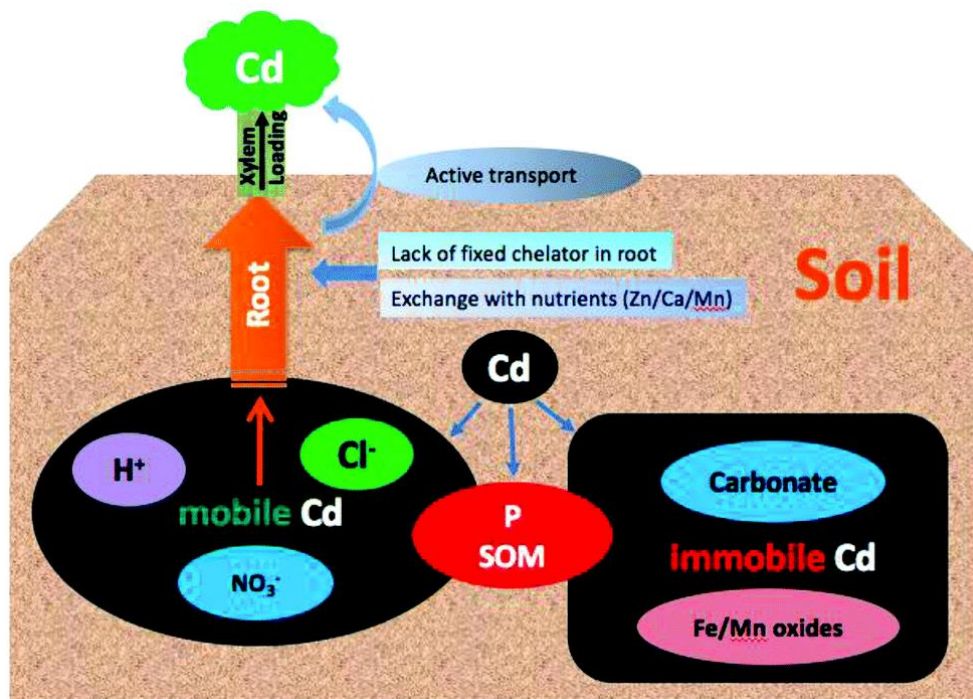 Cd
Xylem
Loading
Active transport
Lack of fixed chelator in root
Exchange with nutrients (Zn/Ca/Mn)
Soil
Root
Cd
H⁺
Cl⁻
mobile Cd
NO₃⁻
P
SOM
Carbonate
immobile Cd
Fe/Mn oxides